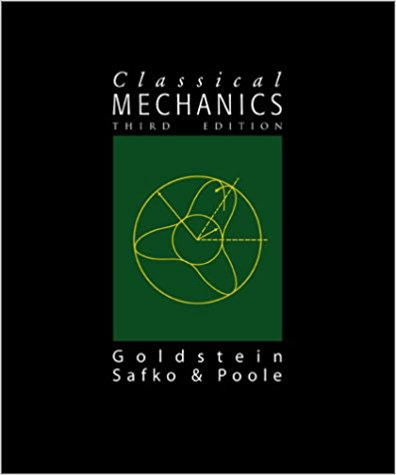 Classical
MECHANICS
THIRD EDITION
Goldstein
Safko & Poole